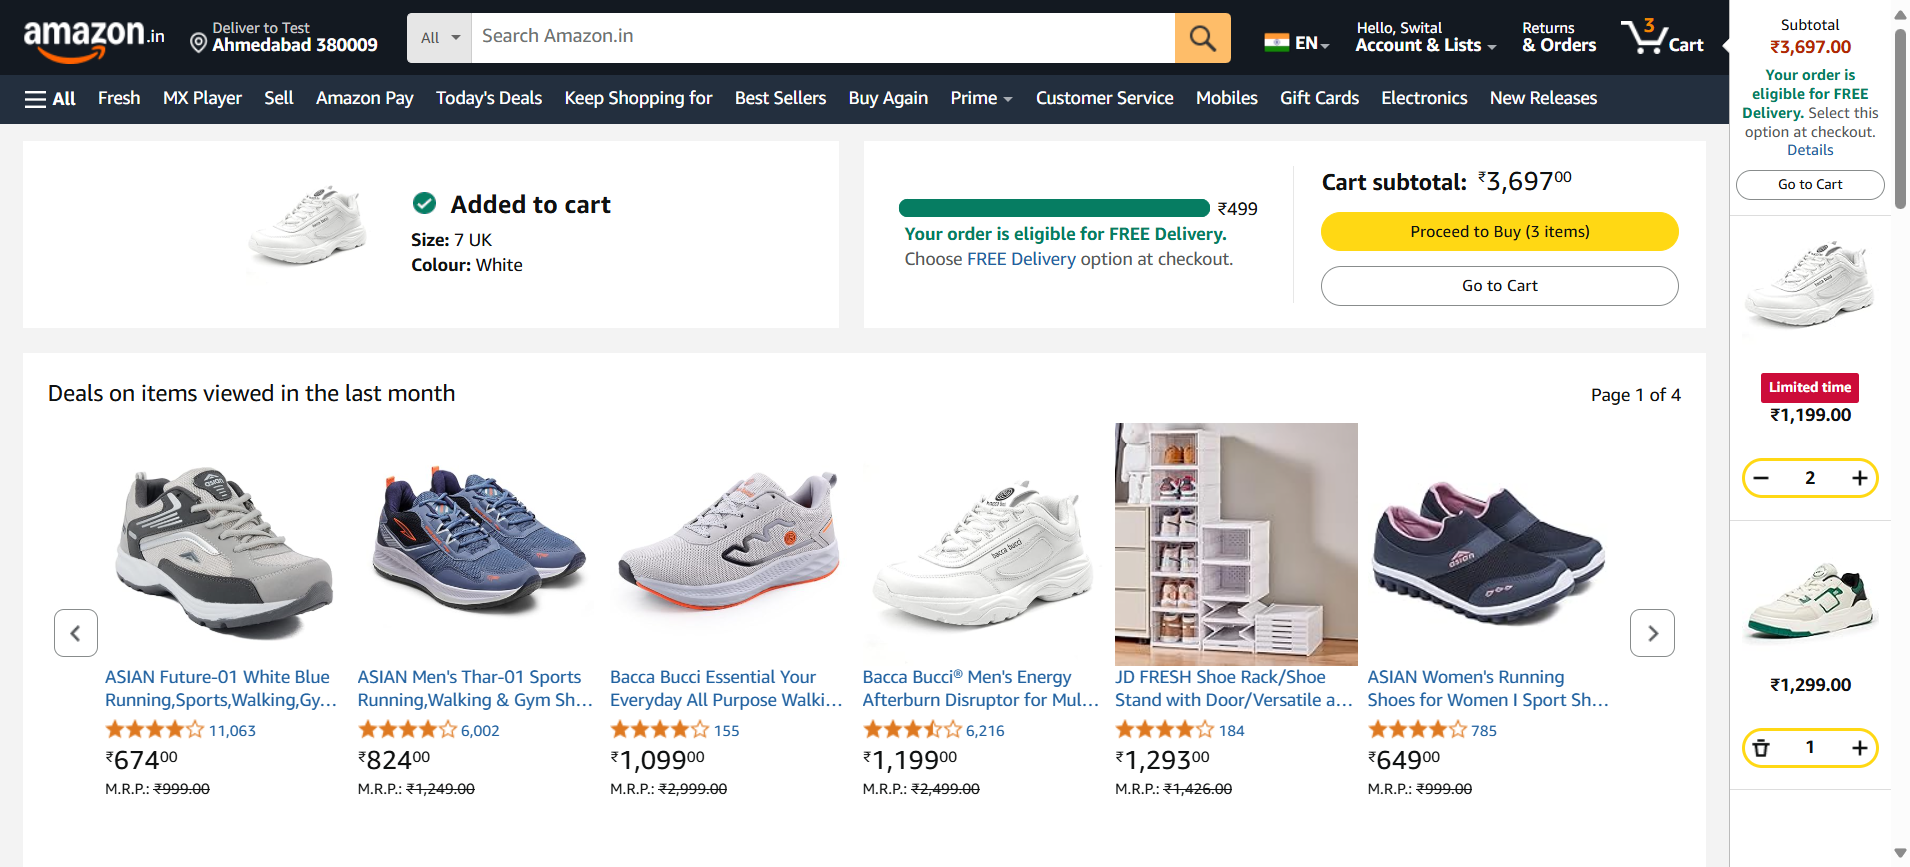 amazon.in
Deliver to Test
Ahmedabad 380009
All
Search Amazon.in
EN
Hello, Swital
Account & Lists
Returns
& Orders
3
Cart
All
Fresh
MX Player
Sell
Amazon Pay
Today's Deals
Keep Shopping for
Best Sellers
Buy Again
Prime
Customer Service
Mobiles
Gift Cards
Electronics
New Releases
Added to cart
Size: 7 UK
Colour: White
₹499
Your order is eligible for FREE Delivery.
Choose FREE Delivery option at checkout.
Cart subtotal: ₹3,697.00
Proceed to Buy (3 items)
Go to Cart
Deals on items viewed in the last month
Page 1 of 4
asian
bacca bucci
asian
ASIAN Future-01 White Blue
Running,Sports,Walking,Gy...
11,063
₹674.00
M.R.P.: ₹999.00
ASIAN Men's Thar-01 Sports
Running,Walking & Gym Sh...
6,002
₹824.00
M.R.P.: ₹1,249.00
Bacca Bucci Essential Your
Everyday All Purpose Walki...
155
₹1,099.00
M.R.P.: ₹2,999.00
Bacca Bucci® Men's Energy
Afterburn Disruptor for Mul...
6,216
₹1,199.00
M.R.P.: ₹2,499.00
JD FRESH Shoe Rack/Shoe
Stand with Door/Versatile a...
184
₹1,293.00
M.R.P.: ₹1,426.00
ASIAN Women's Running
Shoes for Women I Sport Sh...
785
₹649.00
M.R.P.: ₹999.00
Subtotal
₹3,697.00
Your order is
eligible for FREE
Delivery. Select this
option at checkout.
Details
Go to Cart
Limited time
₹1,199.00
2
₹1,299.00
1